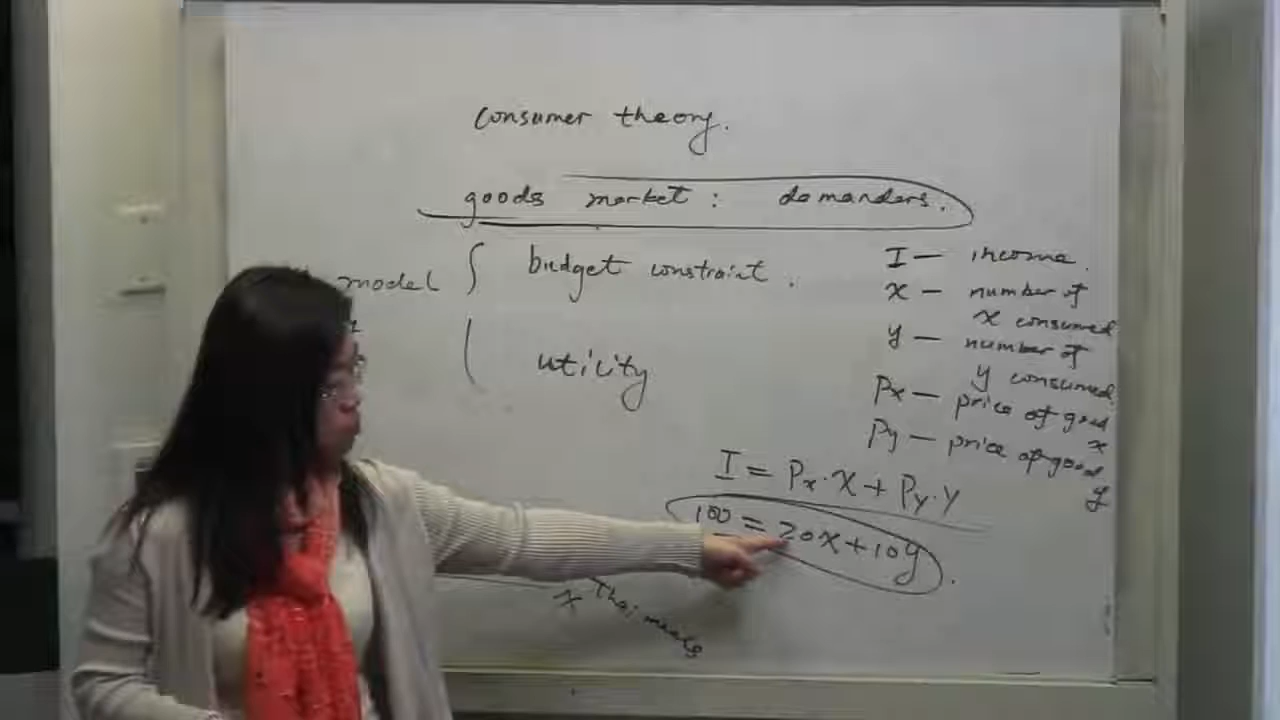 Consumer theory.
goods market: demanders.
model { budget constraint.
utility
I — income.
x — number of
x consumed
y — number of
y consumed.
Px — price of good
x
Py — price of good
y
I = Px·X + Py·Y
100 = 20x + 10y.
x Thai meals